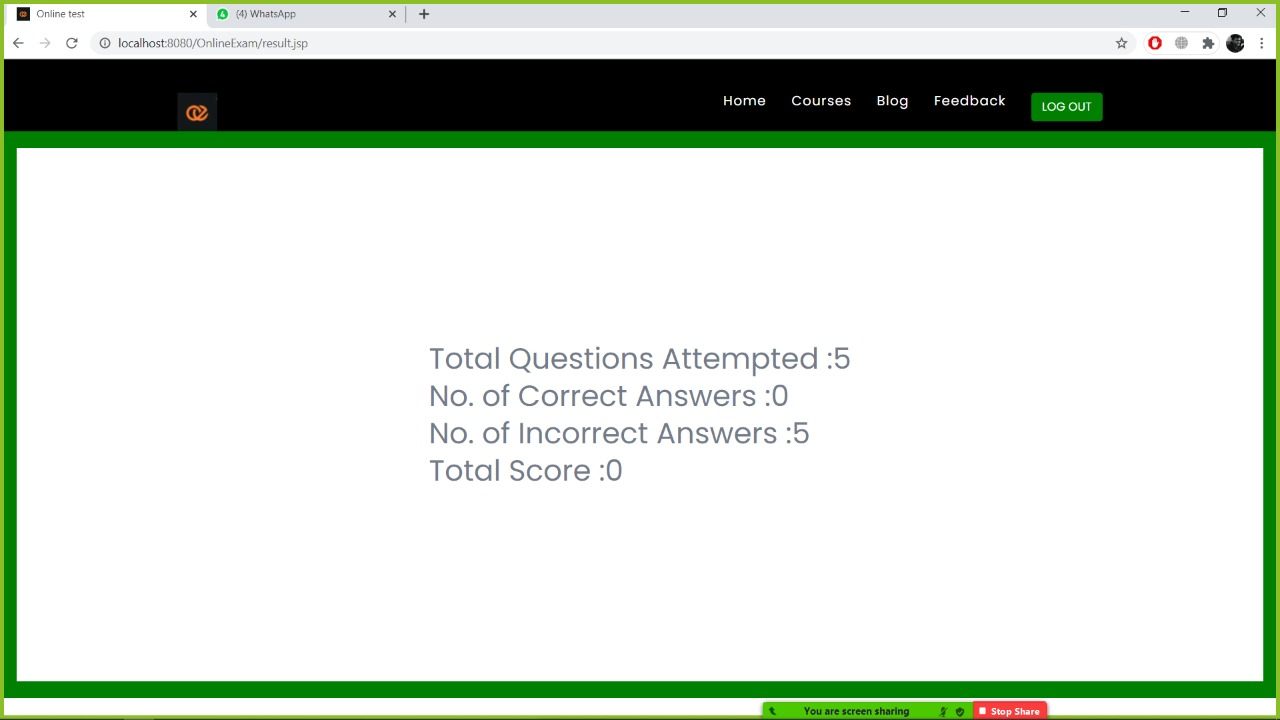 Online test
(4) WhatsApp
localhost:8080/OnlineExam/result.jsp
Home Courses Blog Feedback LOG OUT
Total Questions Attempted :5
No. of Correct Answers :0
No. of Incorrect Answers :5
Total Score :0
You are screen sharing Stop Share